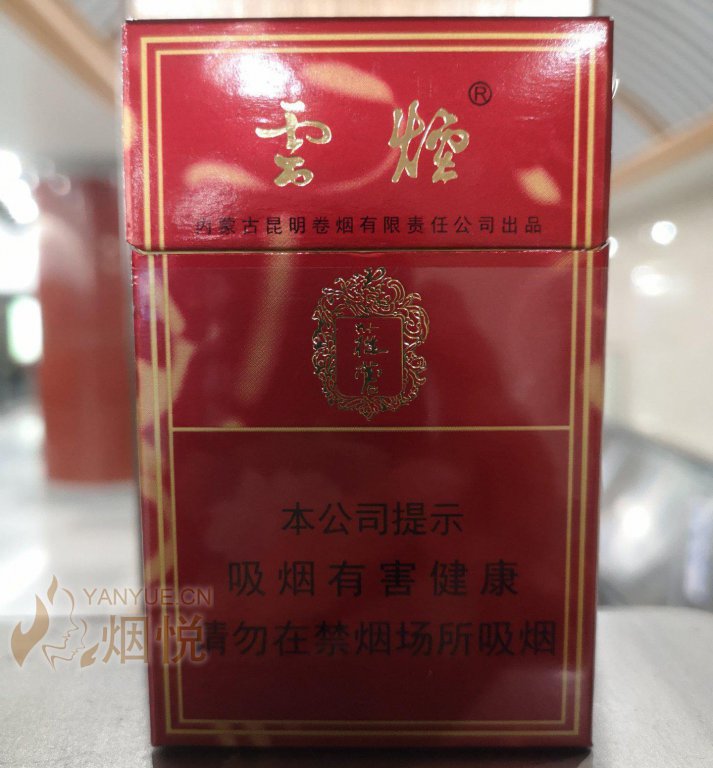 雲煙®
内蒙古昆明卷烟有限责任公司出品
本公司提示
吸烟有害健康
请勿在禁烟场所吸烟
YANYUE.CN
烟悦